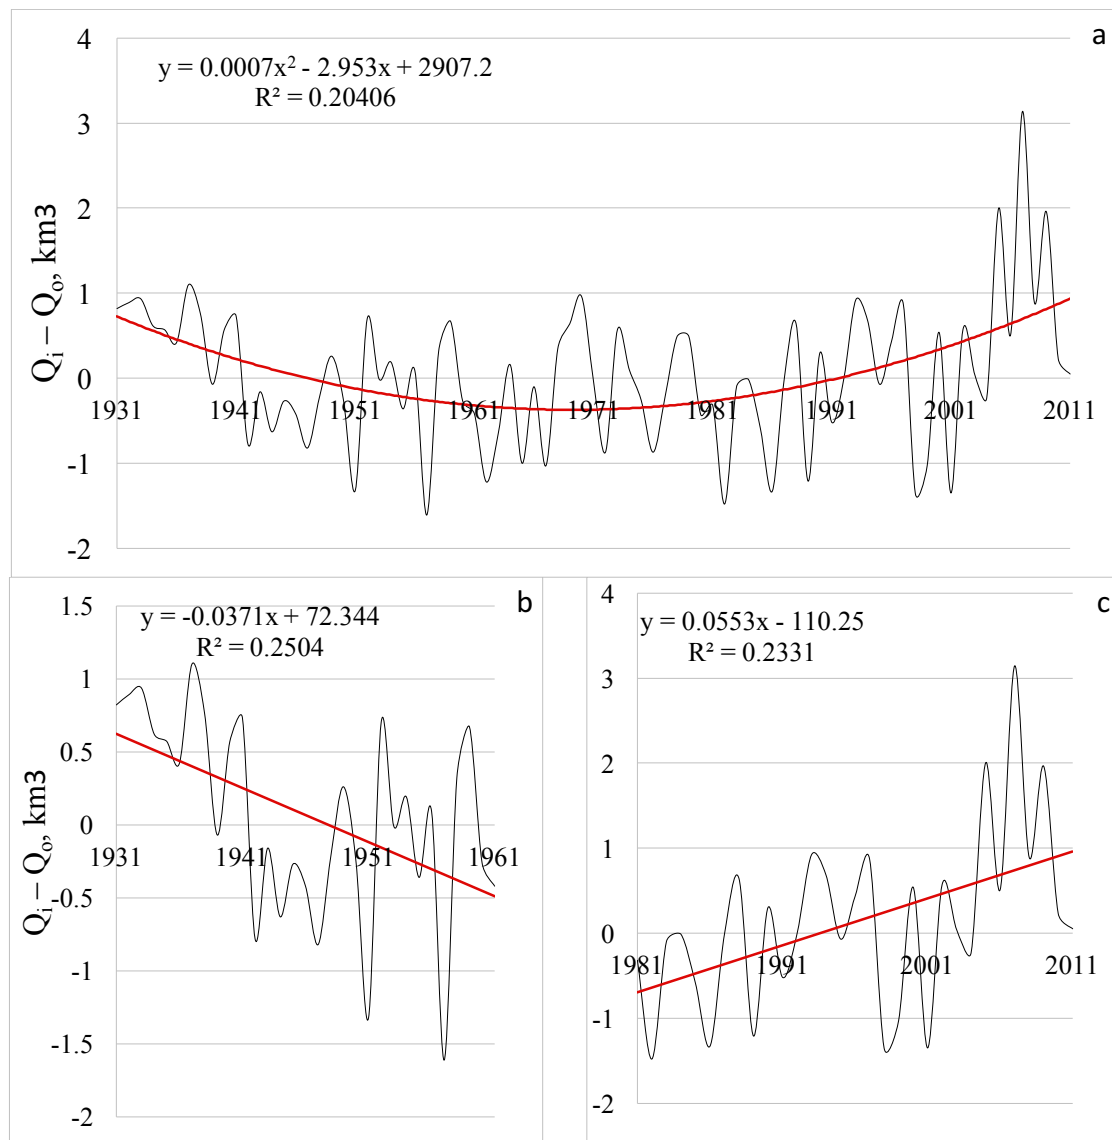 a
y = 0.0007x² - 2.953x + 2907.2
R² = 0.20406
Qᵢ – Qₒ, km3
4
3
2
1
0
-1
-2
1931 1941 1951 1961 1971 1981 1991 2001 2011
b
y = -0.0371x + 72.344
R² = 0.2504
Qᵢ – Qₒ, km3
1.5
1
0.5
0
-0.5
-1
-1.5
-2
1931 1941 1951 1961
c
y = 0.0553x - 110.25
R² = 0.2331
4
3
2
1
0
-1
-2
1981 1991 2001 2011